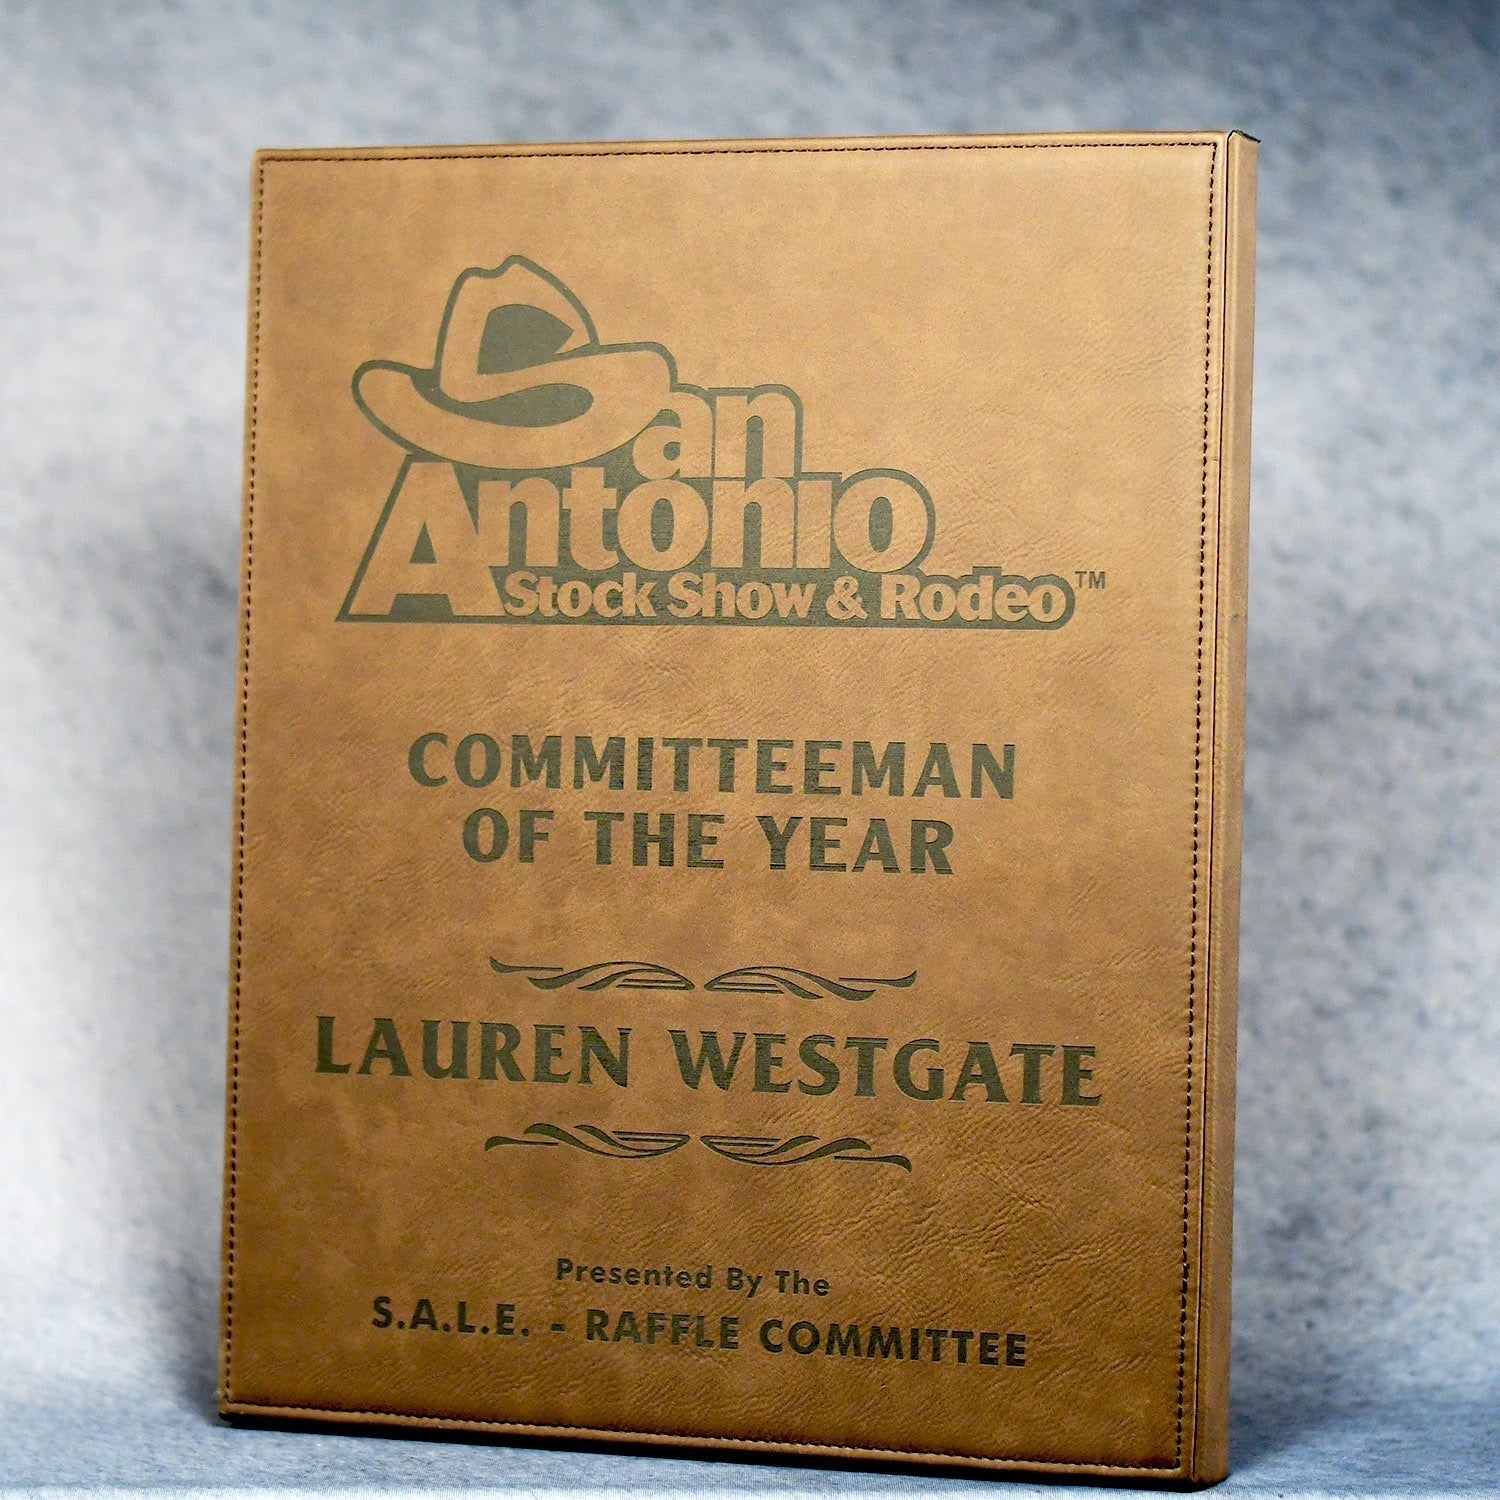 San
Antonio
Stock Show & Rodeo™
COMMITTEEMAN
OF THE YEAR
LAUREN WESTGATE
Presented By The
S.A.L.E. - RAFFLE COMMITTEE